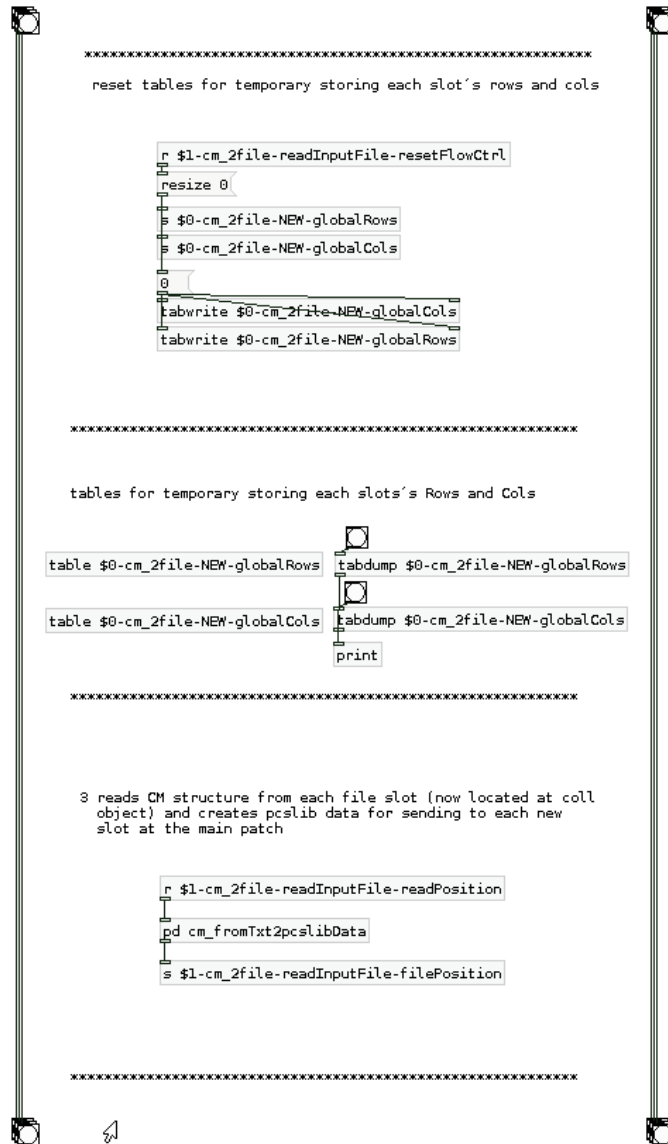 ************************************************************
reset tables for temporary storing each slot´s rows and cols
r $1-cm_2file-readInputFile-resetFlowCtrl
resize 0
s $0-cm_2file-NEW-globalRows
s $0-cm_2file-NEW-globalCols
0
tabwrite $0-cm_2file-NEW-globalCols
tabwrite $0-cm_2file-NEW-globalRows
************************************************************
tables for temporary storing each slots´s Rows and Cols
table $0-cm_2file-NEW-globalRows tabdump $0-cm_2file-NEW-globalRows
table $0-cm_2file-NEW-globalCols tabdump $0-cm_2file-NEW-globalCols
print
************************************************************
3 reads CM structure from each file slot (now located at coll
object) and creates pcslib data for sending to each new
slot at the main patch
r $1-cm_2file-readInputFile-readPosition
pd cm_fromTxt2pcslibData
s $1-cm_2file-readInputFile-filePosition
************************************************************